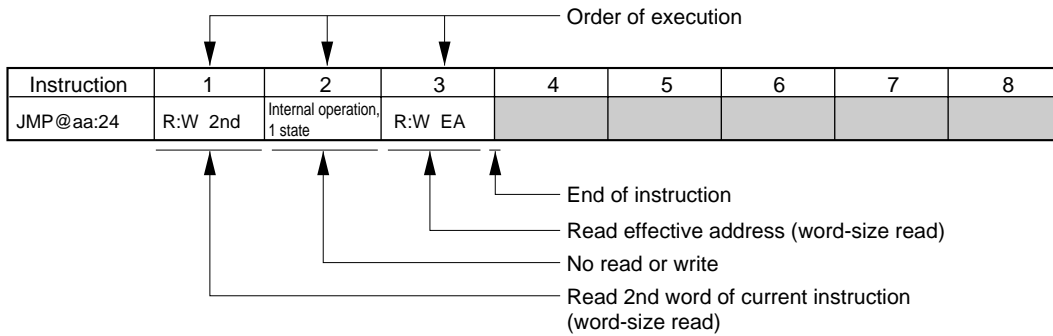 Order of execution
Instruction 1 2 3 4 5 6 7 8
JMP@aa:24 R:W 2nd Internal operation, 1 state R:W EA
End of instruction
Read effective address (word-size read)
No read or write
Read 2nd word of current instruction
(word-size read)